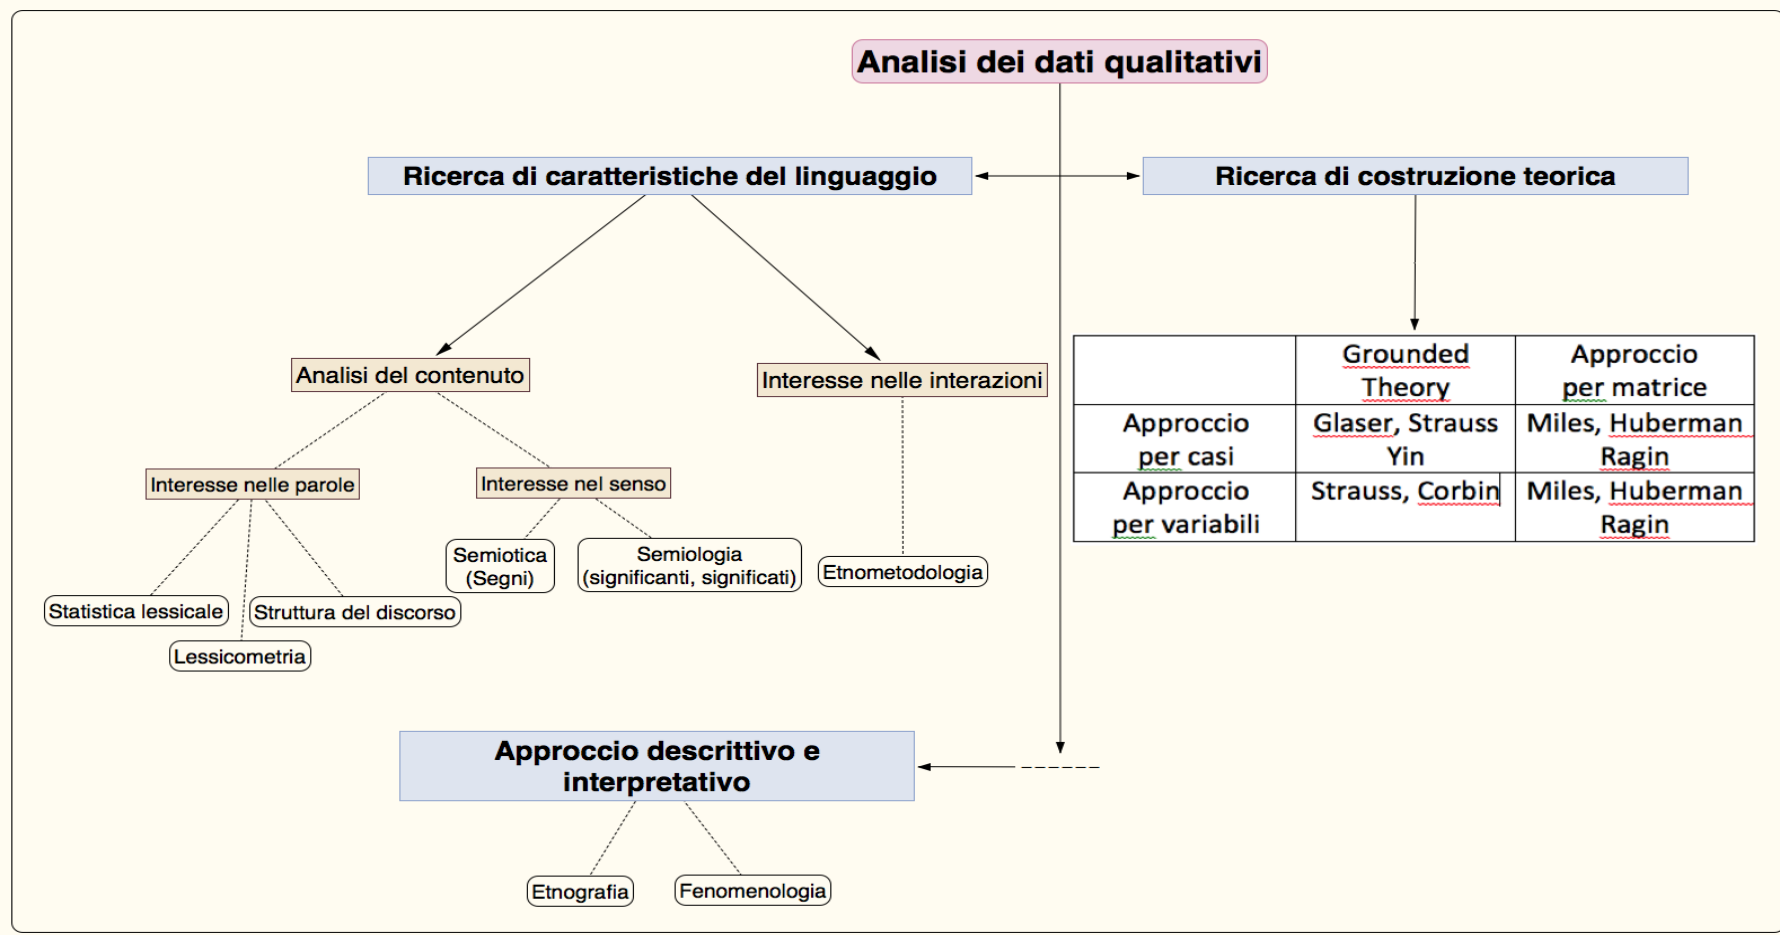 Analisi dei dati qualitativi
Ricerca di caratteristiche del linguaggio
Ricerca di costruzione teorica
Analisi del contenuto
Interesse nelle interazioni
Interesse nelle parole
Interesse nel senso
Semiotica
(Segni)
Semiologia
(significanti, significati)
Etnometodologia
Statistica lessicale
Struttura del discorso
Lessicometria
Grounded
Theory
Approccio
per matrice
Approccio
per casi
Glaser, Strauss
Yin
Miles, Huberman
Ragin
Approccio
per variabili
Strauss, Corbin
Miles, Huberman
Ragin
Approccio descrittivo e
interpretativo
Etnografia
Fenomenologia